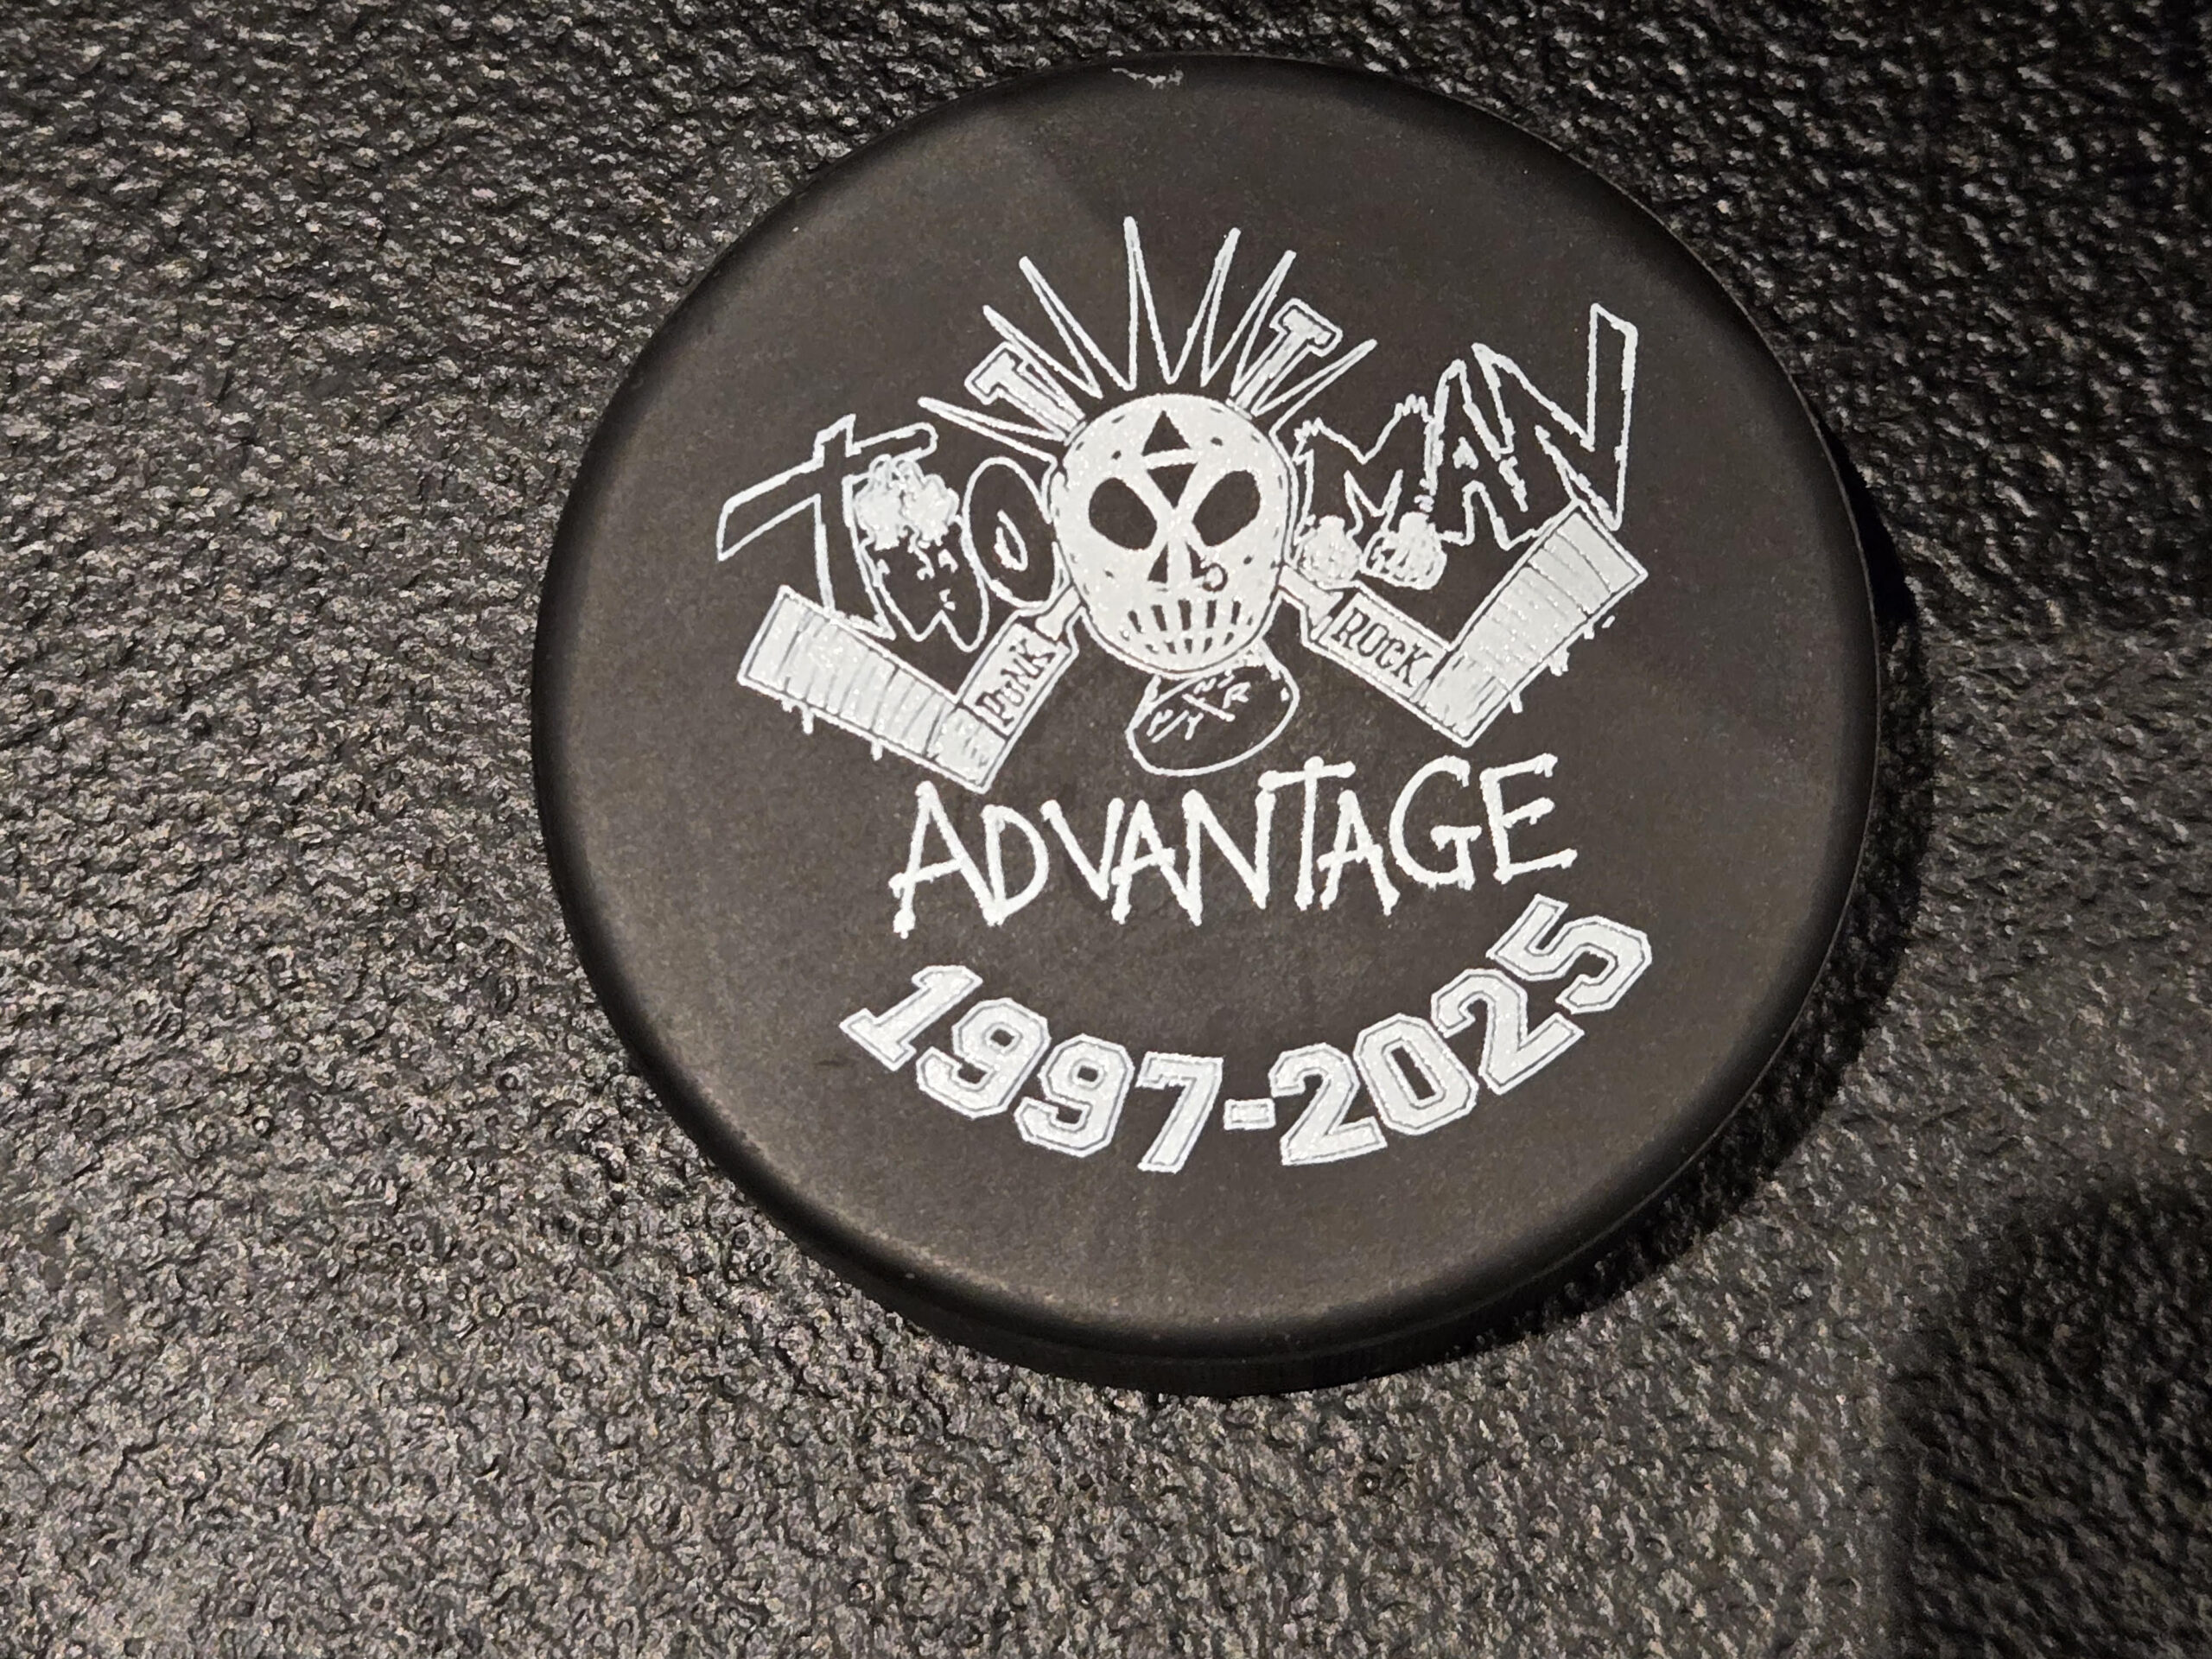 TWO MAN
PUNK ROCK
ADVANTAGE
1997-2025